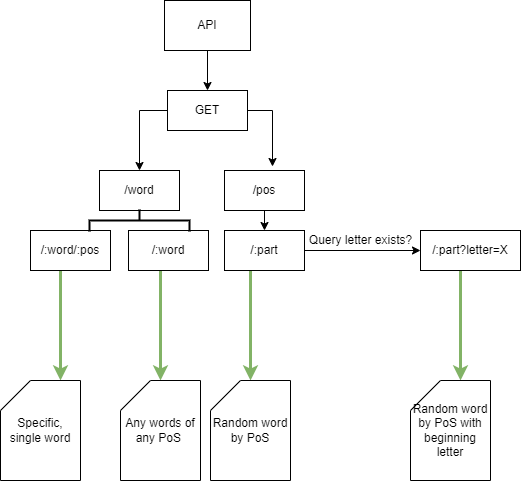 API
GET
/word
/pos
/:word/:pos
/:word
/:part
Query letter exists?
/:part?letter=X
Specific,
single word
Any words of
any PoS
Random word
by PoS
Random word
by PoS with
beginning
letter